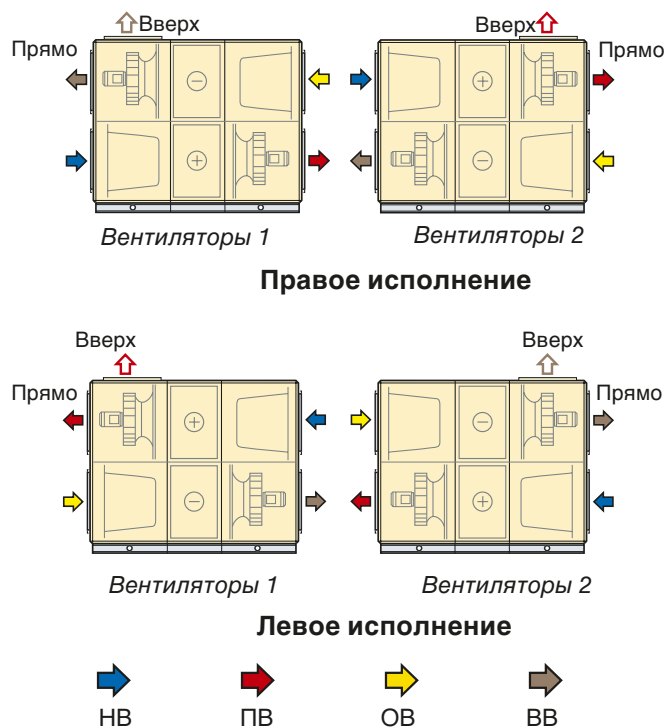 Вверх
Вверх
Прямо
Прямо
Вентиляторы 1
Вентиляторы 2
Правое исполнение
Вверх
Вверх
Прямо
Прямо
Вентиляторы 1
Вентиляторы 2
Левое исполнение
НВ
ПВ
ОВ
ВВ